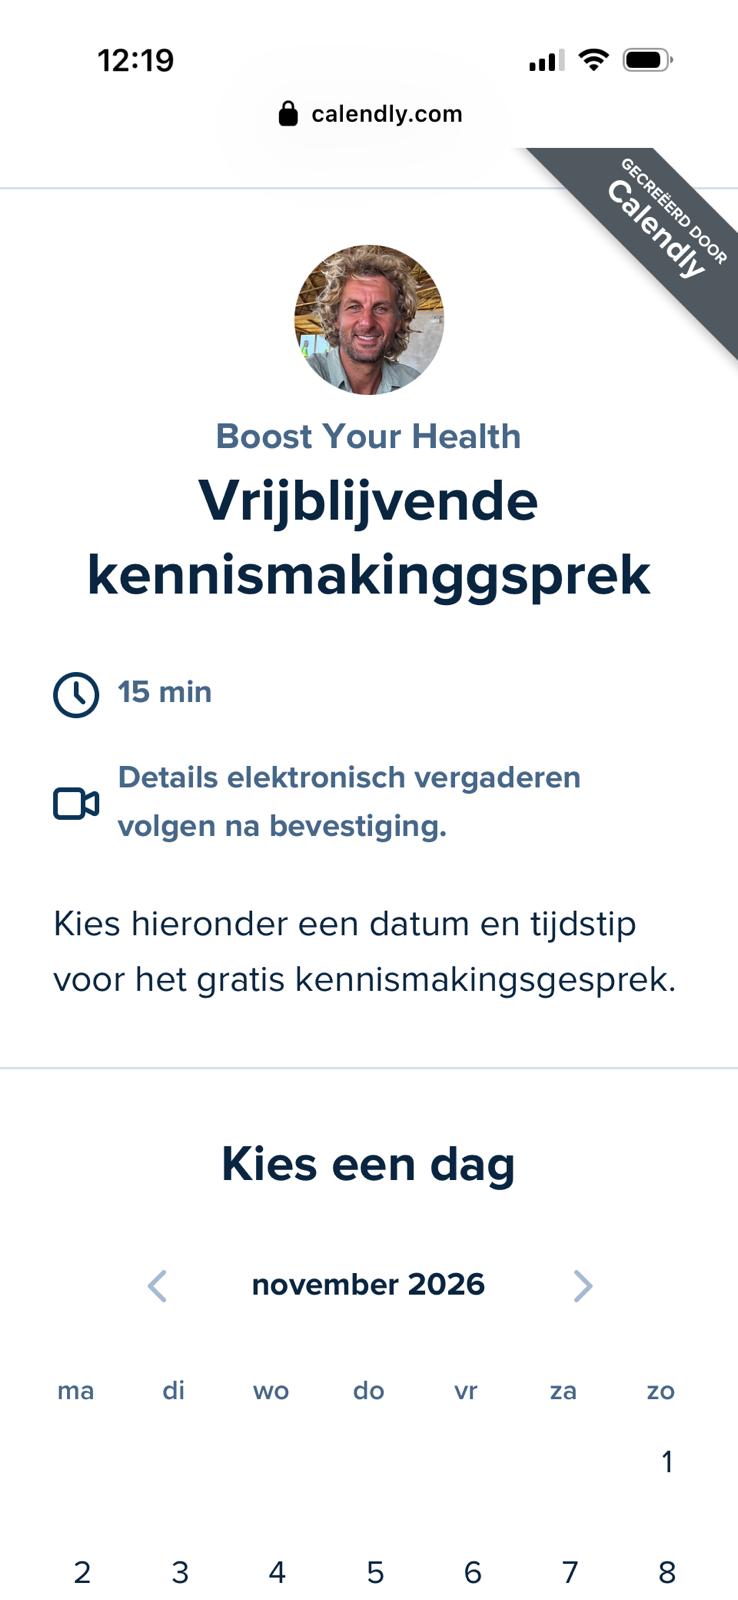 12:19
calendly.com
GECREËERD DOOR
Calendly
Boost Your Health
Vrijblijvende
kennismakinggsprek
15 min
Details elektronisch vergaderen
volgen na bevestiging.
Kies hieronder een datum en tijdstip
voor het gratis kennismakingsgesprek.
Kies een dag
november 2026
ma di wo do vr za zo
1
2 3 4 5 6 7 8